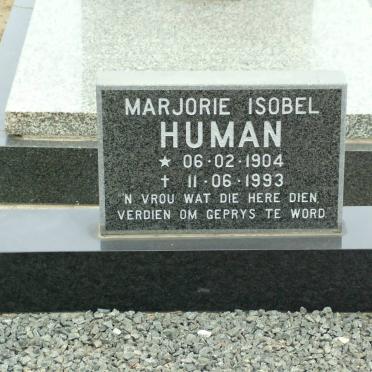 MARJORIE ISOBEL
HUMAN
★ 06·02·1904
✝ 11·06·1993
'N VROU WAT DIE HERE DIEN,
VERDIEN OM GEPRYS TE WORD